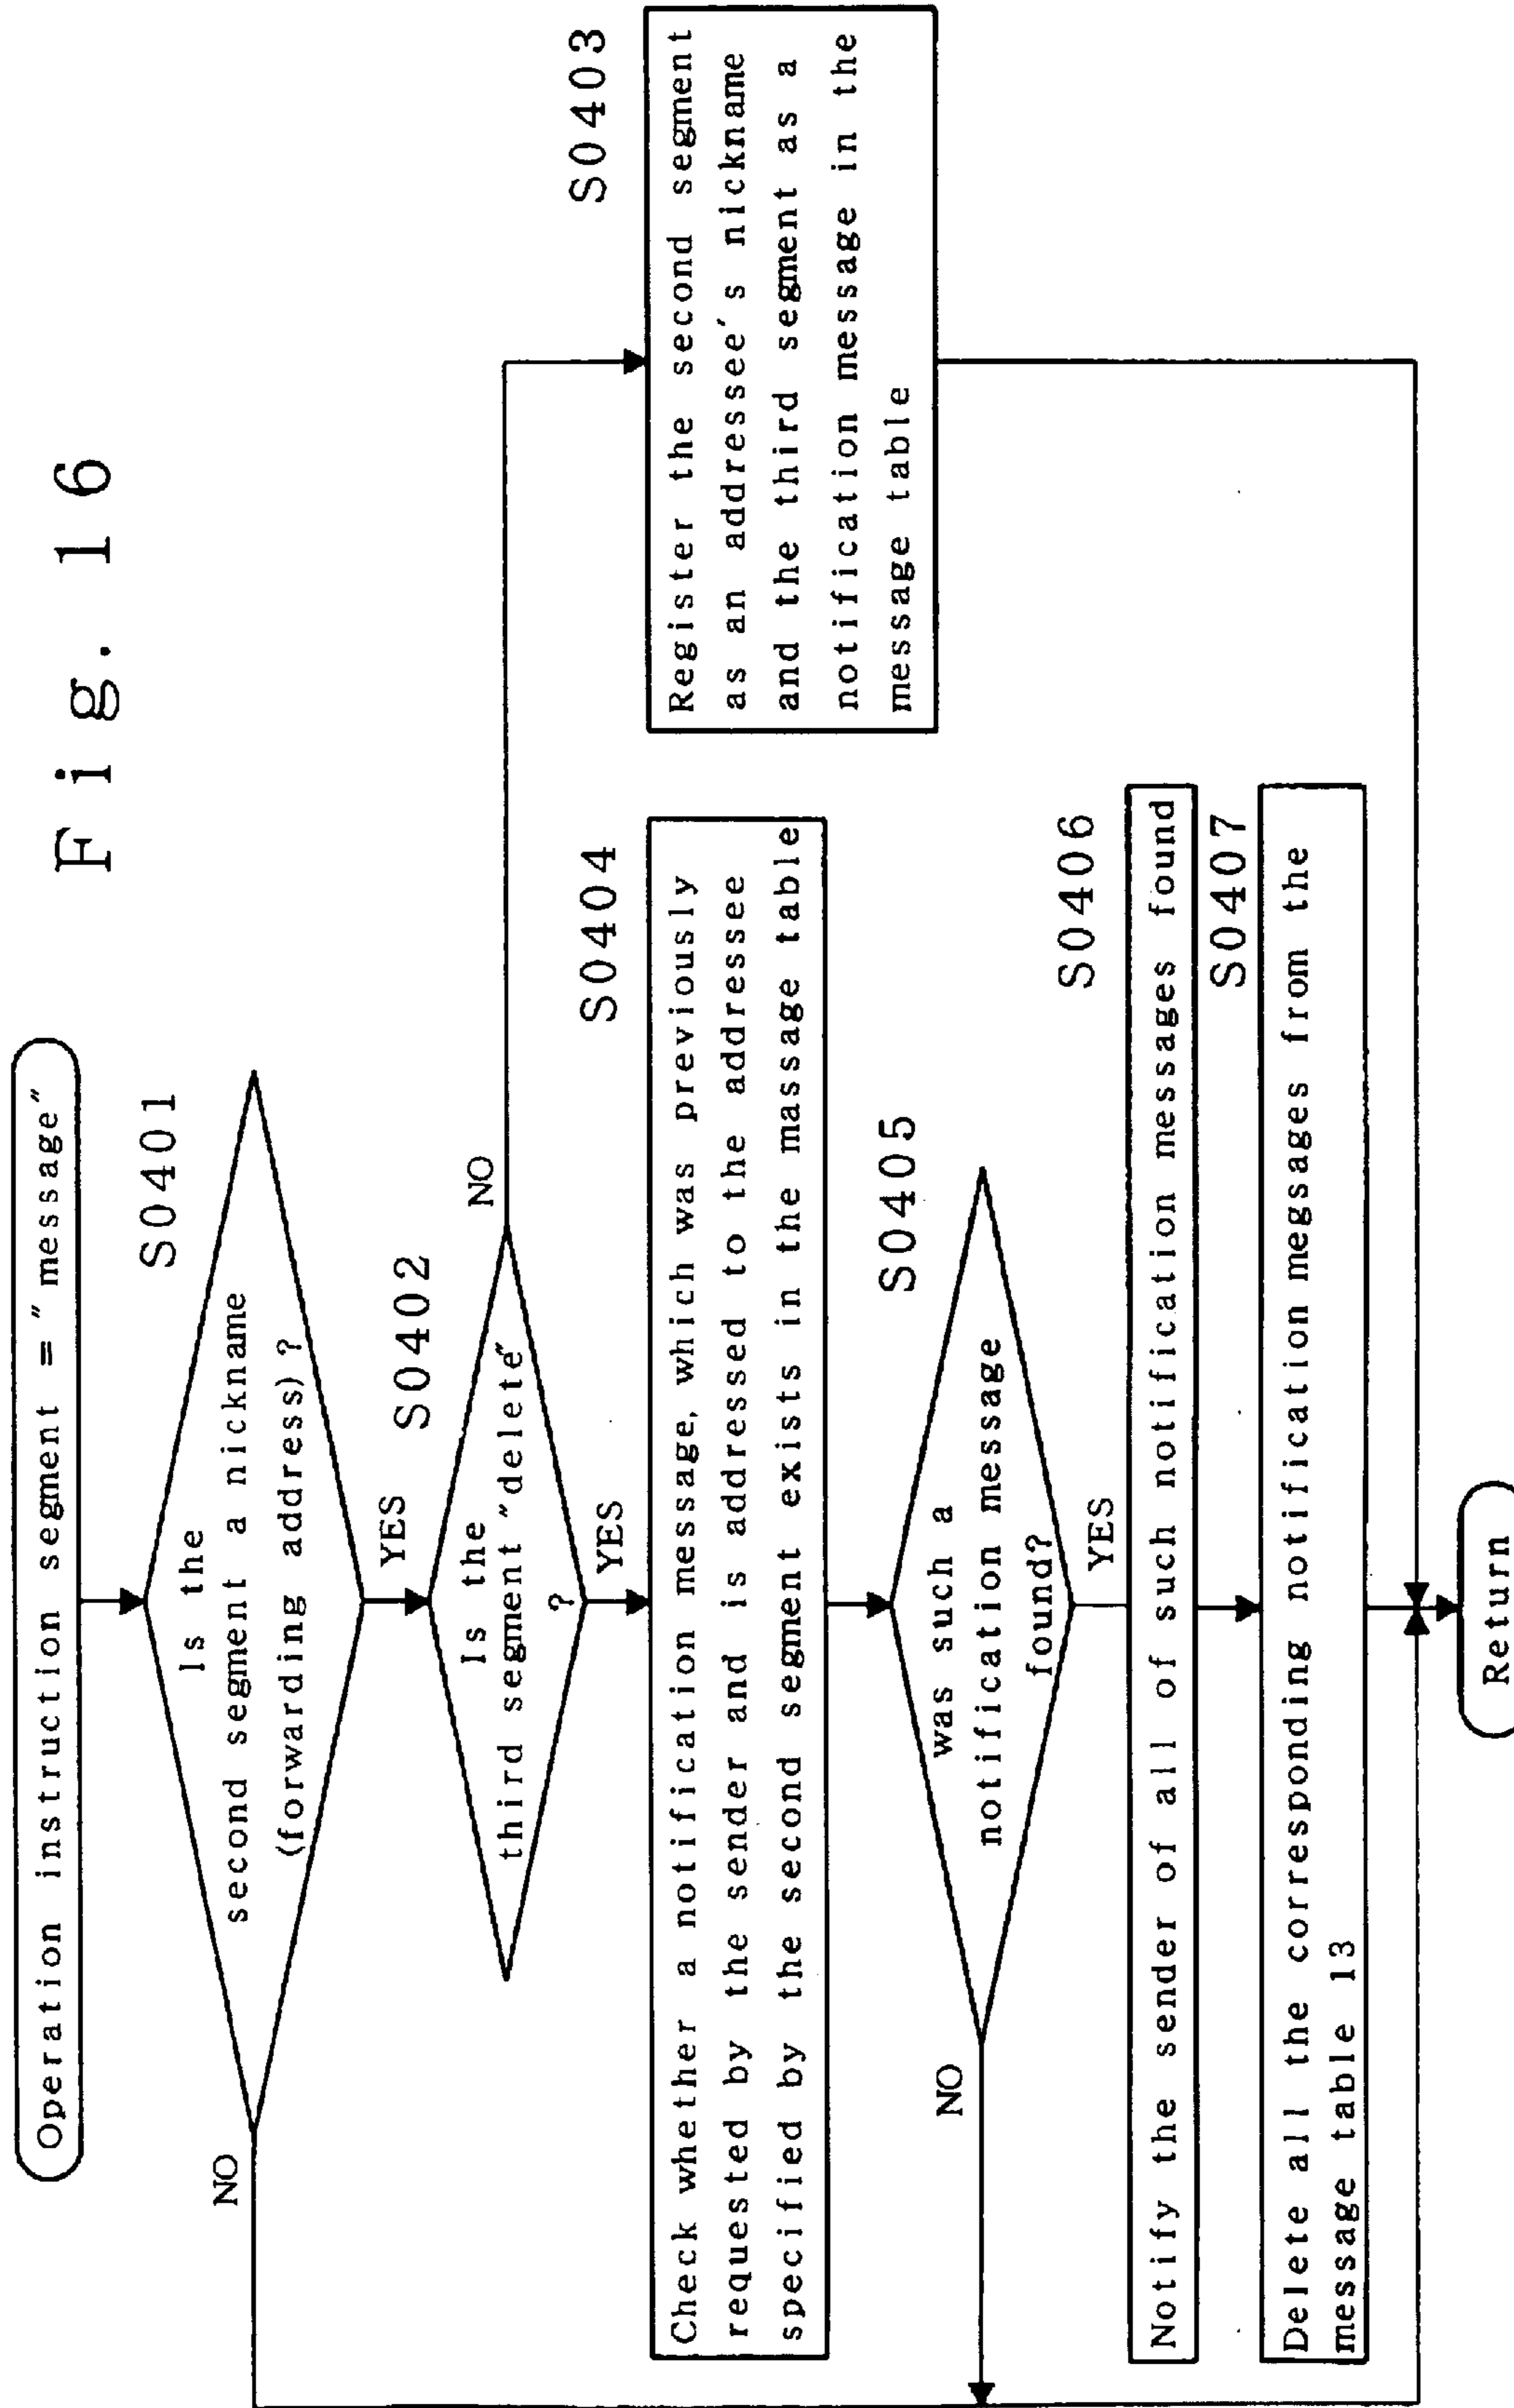 Fig. 16
Operation instruction segment ="message"
S0401
Is the
second segment a nickname
(forwarding address) ?
NO
YES
S0402
Is the
third segment "delete"
?
NO
YES
S0403
Register the second segment
as an addressee's nickname
and the third segment as a
notification message in the
message table
S0404
Check whether a notification message, which was previously
requested by the sender and is addressed to the addressee
specified by the second segment exists in the massage table
S0405
was such a
notification message
found?
NO
YES
S0406
Notify the sender of all of such notification messages found
S0407
Delete all the corresponding notification megsages from the
message table 13
Return